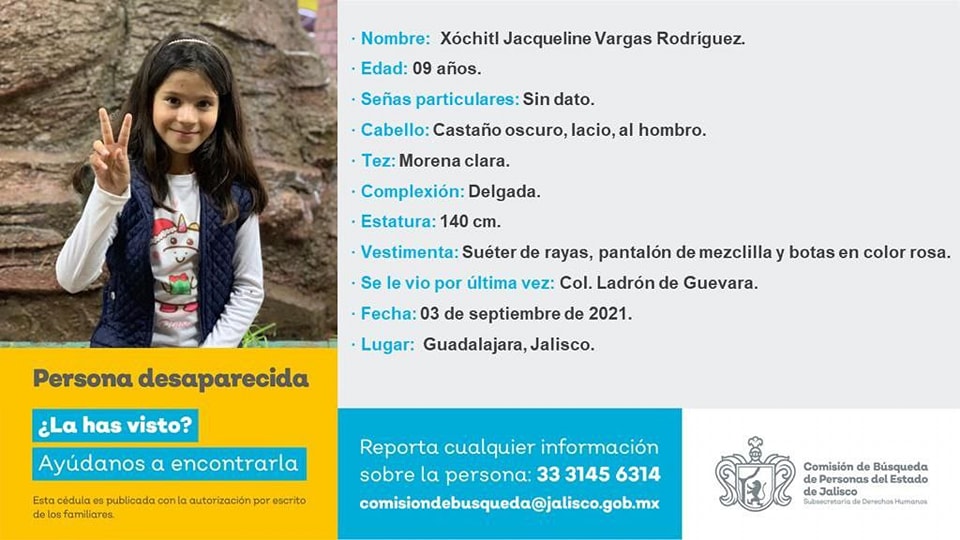 · Nombre: Xóchitl Jacqueline Vargas Rodríguez.
· Edad: 09 años.
· Señas particulares: Sin dato.
· Cabello: Castaño oscuro, lacio, al hombro.
· Tez: Morena clara.
· Complexión: Delgada.
· Estatura: 140 cm.
· Vestimenta: Suéter de rayas, pantalón de mezclilla y botas en color rosa.
· Se le vio por última vez: Col. Ladrón de Guevara.
· Fecha: 03 de septiembre de 2021.
· Lugar: Guadalajara, Jalisco.
Persona desaparecida
¿La has visto?
Ayúdanos a encontrarla
Esta cédula es publicada con la autorización por escrito
de los familiares.
Reporta cualquier información
sobre la persona: 33 3145 6314
comisiondebusqueda@jalisco.gob.mx
Comisión de Búsqueda
de Personas del Estado
de Jalisco
Subsecretaría de Derechos Humanos